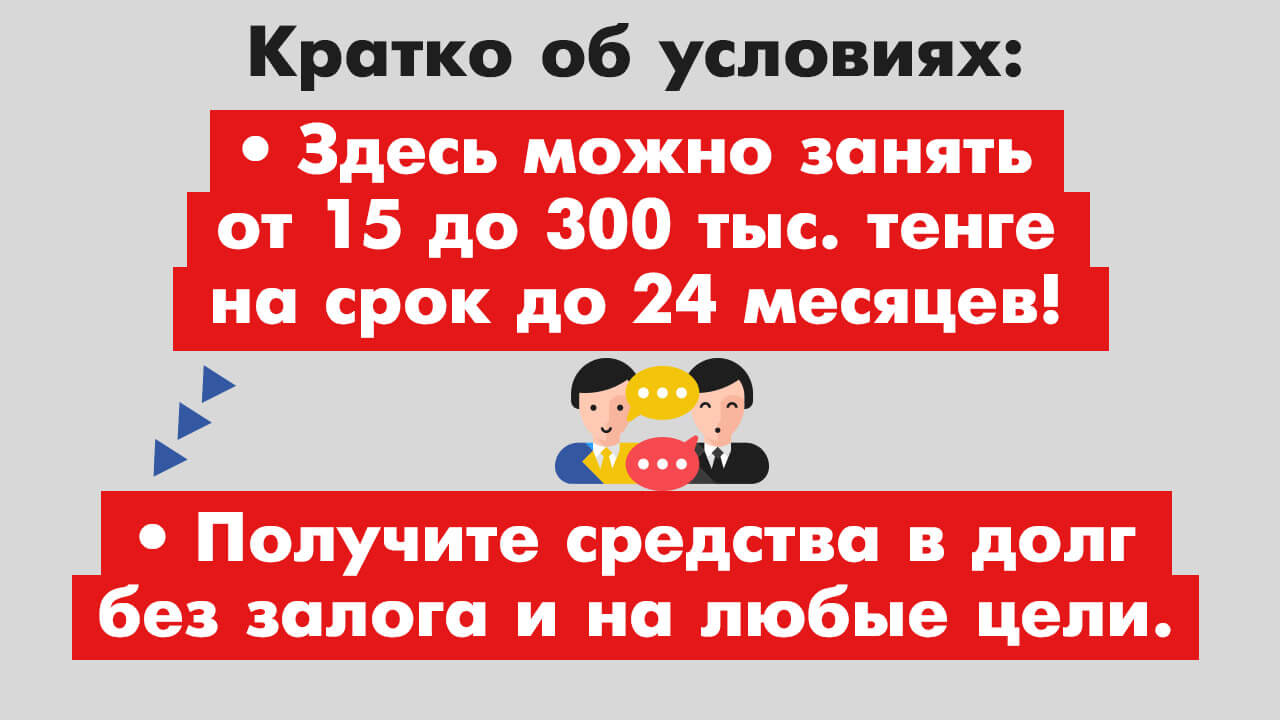 Кратко об условиях:
• Здесь можно занять
от 15 до 300 тыс. тенге
на срок до 24 месяцев!
• Получите средства в долг
без залога и на любые цели.